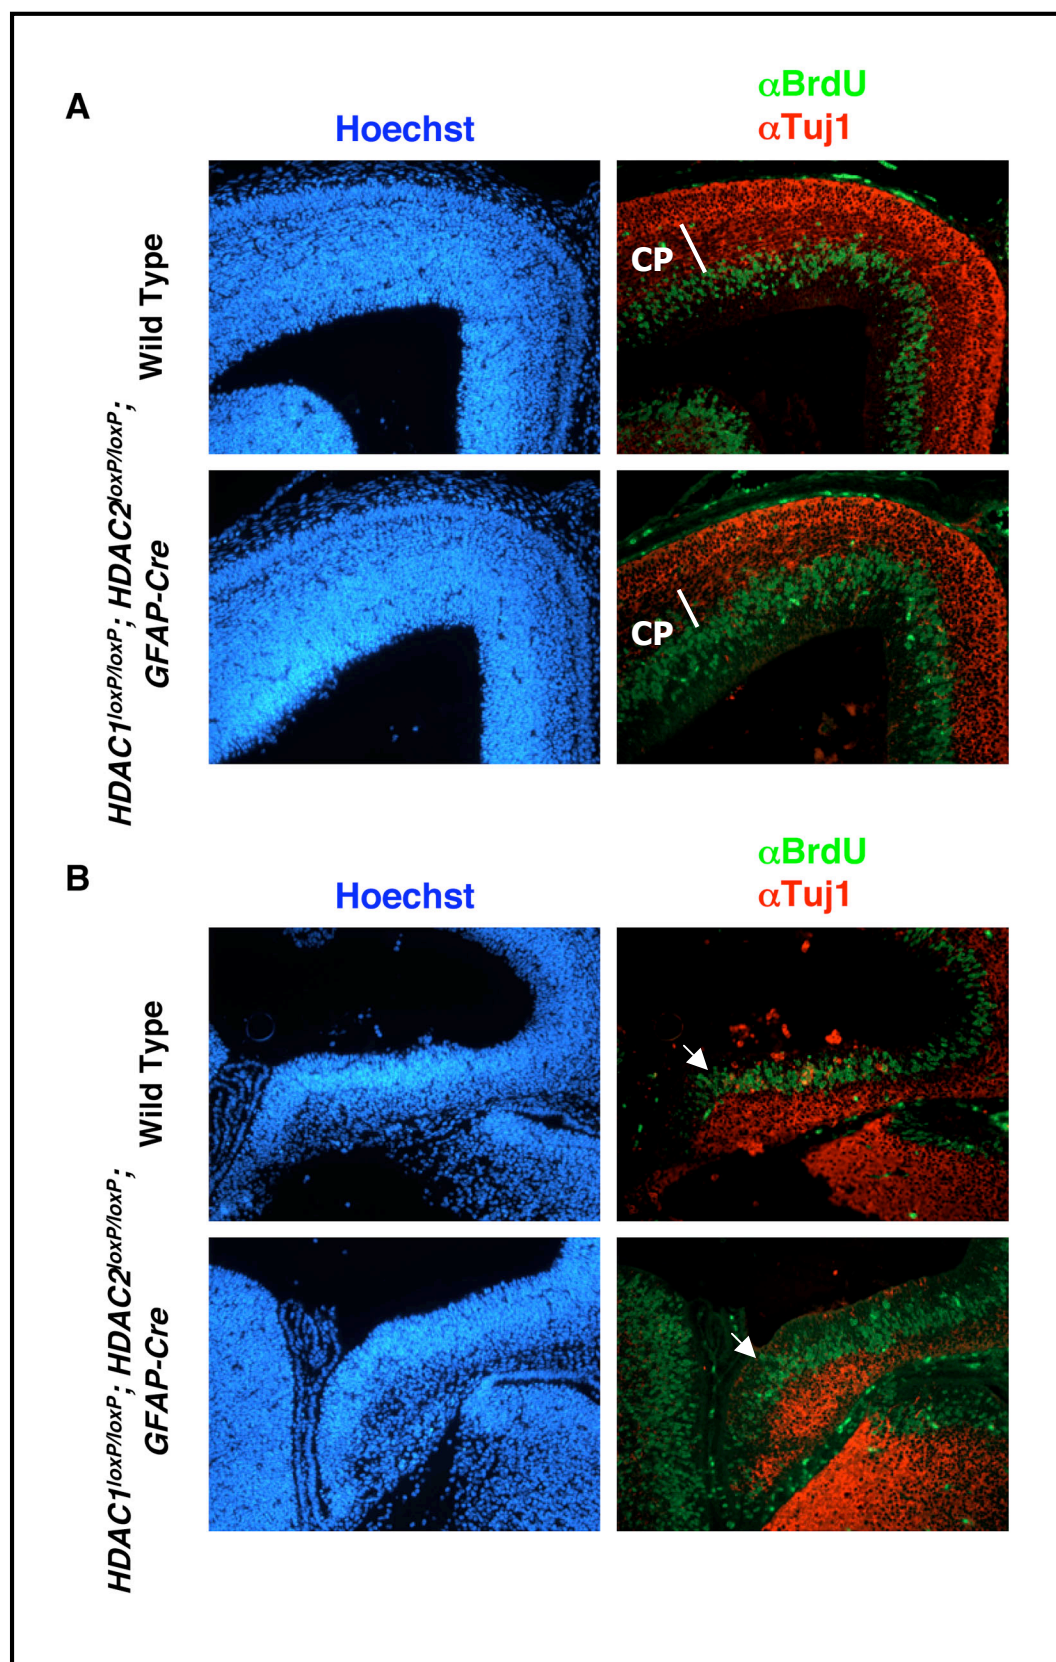 A
Hoechst
αBrdU
αTuj1
Wild Type
CP
HDAC1loxP/loxP; HDAC2loxP/loxP;
GFAP-Cre
CP
B
Hoechst
αBrdU
αTuj1
Wild Type
HDAC1loxP/loxP; HDAC2loxP/loxP;
GFAP-Cre